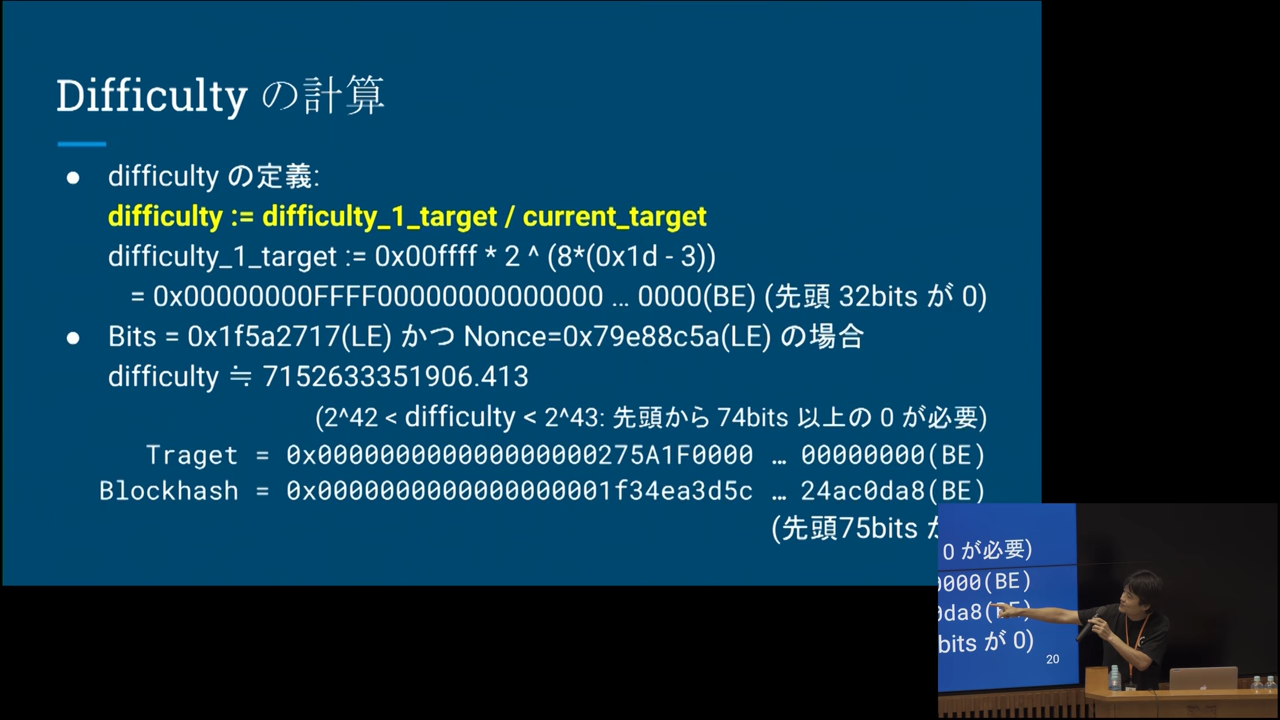 Difficulty の計算
● difficulty の定義:
difficulty := difficulty_1_target / current_target
difficulty_1_target := 0x00ffff * 2 ^ (8*(0x1d - 3))
= 0x00000000FFFF00000000000000 ... 0000(BE) (先頭 32bits が 0)
● Bits = 0x1f5a2717(LE) かつ Nonce=0x79e88c5a(LE) の場合
difficulty ≒ 7152633351906.413
(2^42 < difficulty < 2^43: 先頭から 74bits 以上の 0 が必要)
Traget = 0x000000000000000000275A1F0000 … 00000000(BE)
Blockhash = 0x0000000000000000001f34ea3d5c … 24ac0da8(BE)
(先頭75bits が
0 が必要)
0000(BE)
0da8(BE)
bits が 0)
20